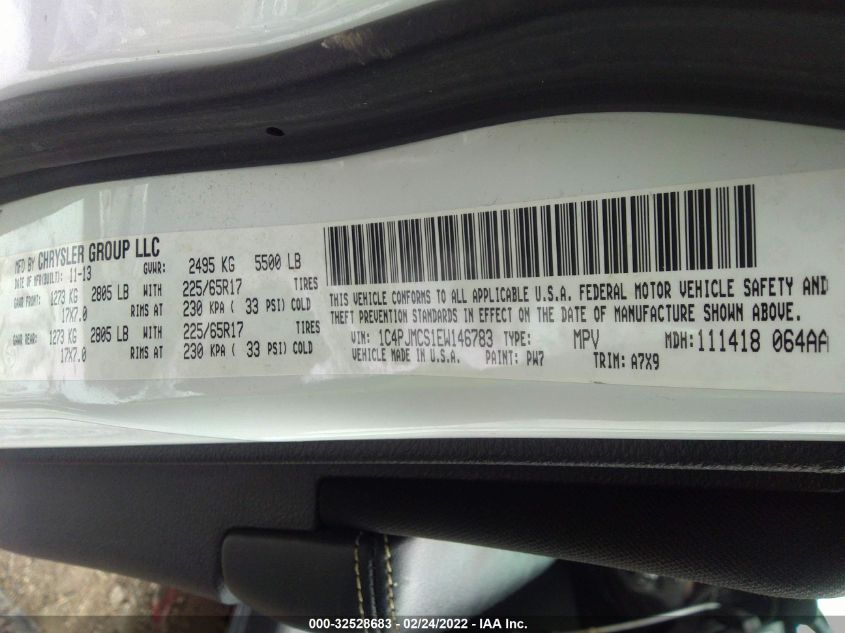 MFD BY CHRYSLER GROUP LLC
DATE OF MFR(BUILT): 11-13 GVWR: 2495 KG 5500 LB
GAWR FRONT: 1273 KG 2805 LB WITH 225/65R17 TIRES
17X7.0 RIMS AT 230 KPA ( 33 PSI) COLD
GAWR REAR: 1273 KG 2805 LB WITH 225/65R17 TIRES
17X7.0 RIMS AT 230 KPA ( 33 PSI) COLD
THIS VEHICLE CONFORMS TO ALL APPLICABLE U.S.A. FEDERAL MOTOR VEHICLE SAFETY AND
THEFT PREVENTION STANDARDS IN EFFECT ON THE DATE OF MANUFACTURE SHOWN ABOVE.
VIN: 1C4PJMCS1EW146783 TYPE: MPV MDH: 111418 064AA
VEHICLE MADE IN U.S.A. PAINT: PW7 TRIM: A7X9
000-32528683 - 02/24/2022 - IAA Inc.